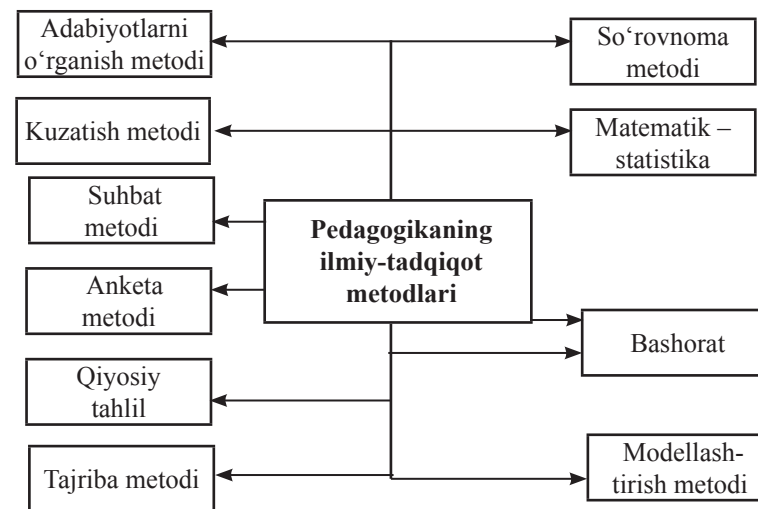 Adabiyotlarni
o‘rganish metodi
So‘rovnoma
metodi
Kuzatish metodi
Matematik –
statistika
Suhbat
metodi
Pedagogikaning
ilmiy-tadqiqot
metodlari
Anketa
metodi
Bashorat
Qiyosiy
tahlil
Tajriba metodi
Modellash-
tirish metodi